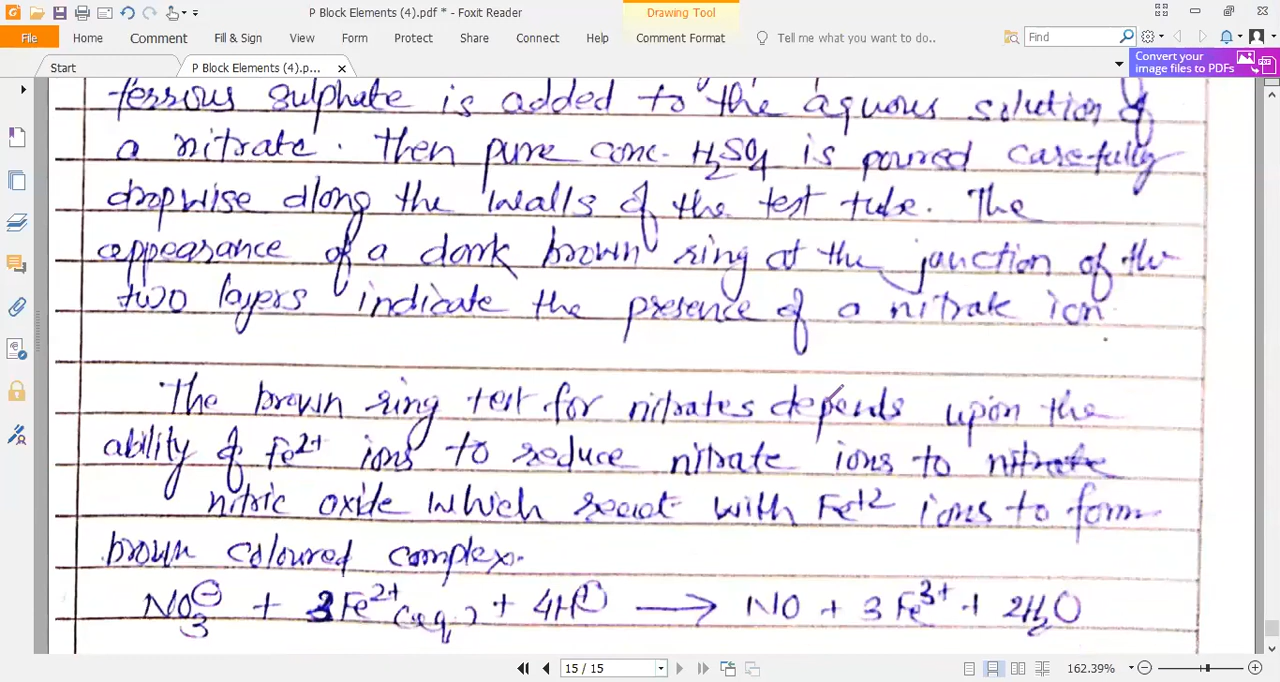 P Block Elements (4).pdf * - Foxit Reader
Drawing Tool
File Home Comment Fill & Sign View Form Protect Share Connect Help Comment Format Tell me what you want to do.. Find
Start P Block Elements (4).p... Convert your
image files to PDFs
ferrous sulphate is added to the aquous solution of
a nitrate. Then pure conc. H₂SO₄ is poured carefully
dropwise along the walls of the test tube. The
appearance of a dark brown ring at the junction of the
two layers indicate the presence of a nitrate ion
The brown ring test for nitrates depends upon the
ability of Fe²⁺ ions to reduce nitrate ions to nitrate
nitric oxide which react with Fe⁺² ions to form
brown coloured complex.
NO₃⊖ + 3Fe²⁺(aq.) + 4H⊕ ⟶ NO + 3Fe³⁺ + 2H₂O
15 / 15 162.39%